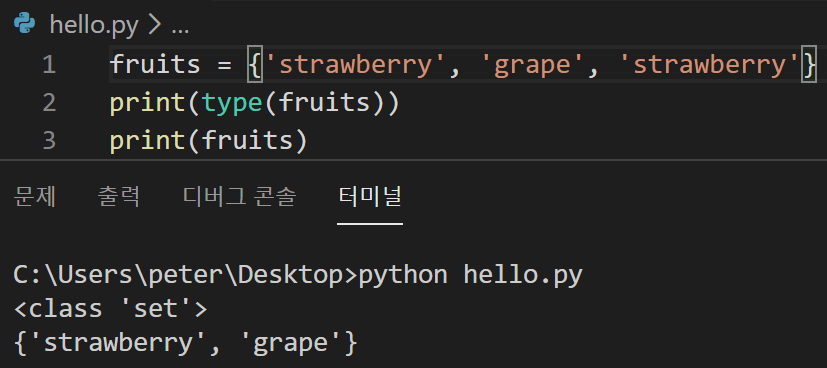 hello.py > ...
1 fruits = {'strawberry', 'grape', 'strawberry'}
2 print(type(fruits))
3 print(fruits)
문제 출력 디버그 콘솔 터미널
C:\Users\peter\Desktop>python hello.py
<class 'set'>
{'strawberry', 'grape'}